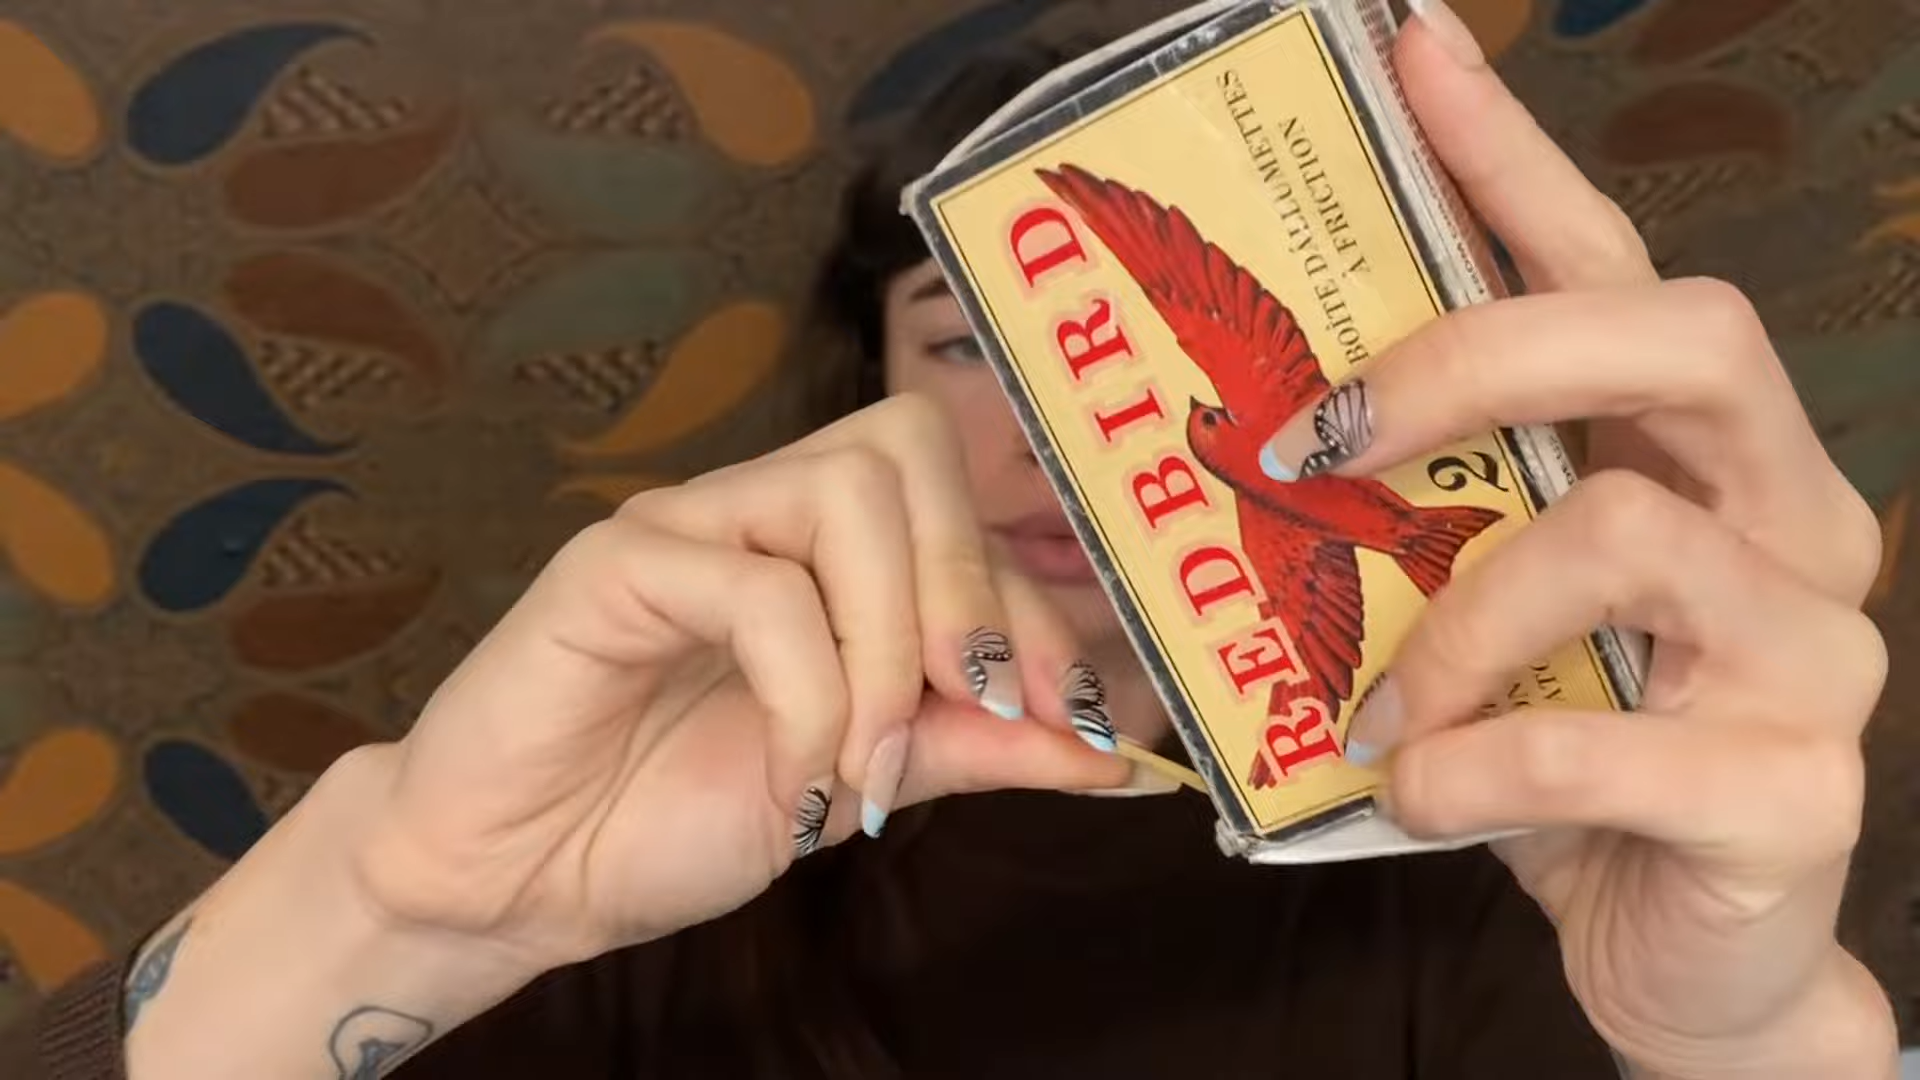 REDBIRD
BOÎTE D'ALLUMETTES
À FRICTION
2